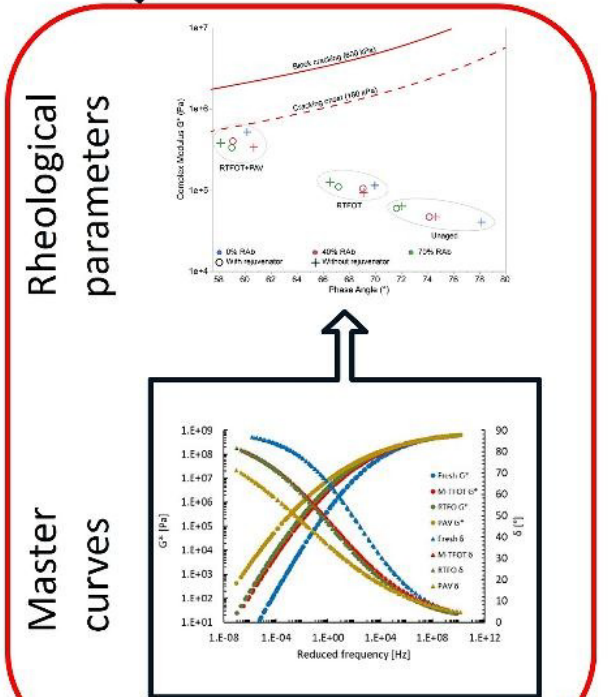 Rheological
parameters
Complex Modulus G* (Pa)
1e+7
1e+6
1e+5
1e+4
Block cracking (600 kPa)
Cracking onset (180 kPa)
RTFOT+PAV
RTFOT
Unaged
0% RAb
40% RAb
70% RAb
With rejuvenator
Without rejuvenator
58 60 62 64 66 68 70 72 74 76 78 80
Phase Angle (°)
Master
curves
G* [Pa]
1.E+09
1.E+08
1.E+07
1.E+06
1.E+05
1.E+04
1.E+03
1.E+02
1.E+01
90
80
70
60
50
40
30
20
10
0
δ [°]
Fresh G*
M-TFOT G*
RTFO G*
PAV G*
Fresh δ
M-TFOT δ
RTFO δ
PAV δ
1.E-08 1.E-04 1.E+00 1.E+04 1.E+08 1.E+12
Reduced frequency [Hz]